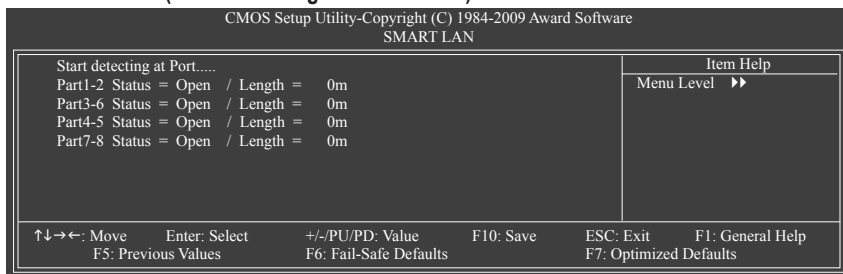 CMOS Setup Utility-Copyright (C) 1984-2009 Award Software
SMART LAN
Start detecting at Port.....
Part1-2 Status = Open / Length = 0m
Part3-6 Status = Open / Length = 0m
Part4-5 Status = Open / Length = 0m
Part7-8 Status = Open / Length = 0m
Item Help
Menu Level ▸▸
↑↓→←: Move Enter: Select +/-/PU/PD: Value F10: Save ESC: Exit F1: General Help
F5: Previous Values F6: Fail-Safe Defaults F7: Optimized Defaults